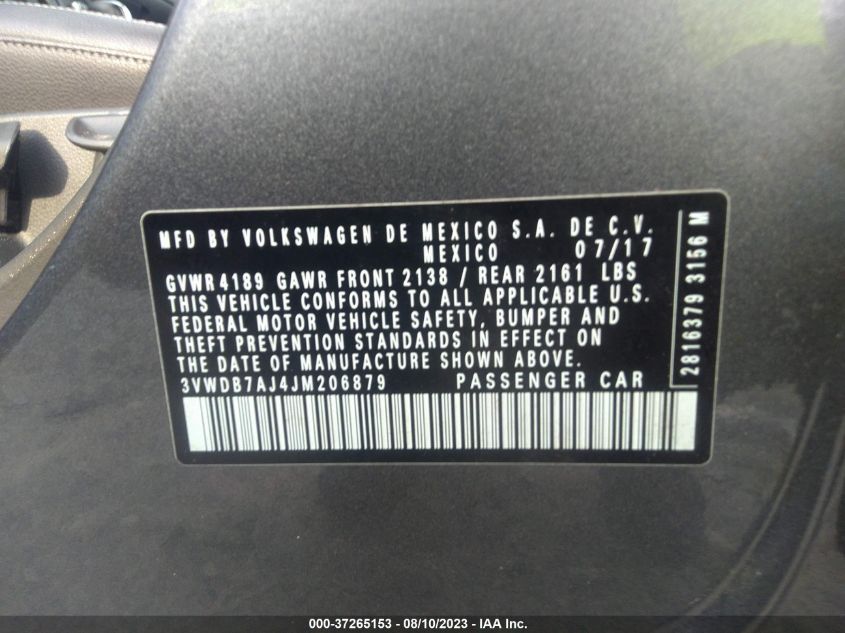 MFD BY VOLKSWAGEN DE MEXICO S.A. DE C.V.
MEXICO 07/17
GVWR 4189 GAWR FRONT 2138 / REAR 2161 LBS
THIS VEHICLE CONFORMS TO ALL APPLICABLE U.S.
FEDERAL MOTOR VEHICLE SAFETY, BUMPER AND
THEFT PREVENTION STANDARDS IN EFFECT ON
THE DATE OF MANUFACTURE SHOWN ABOVE.
3VWDB7AJ4JM206879 PASSENGER CAR
2816379 3156 M
000-37265153 - 08/10/2023 - IAA Inc.